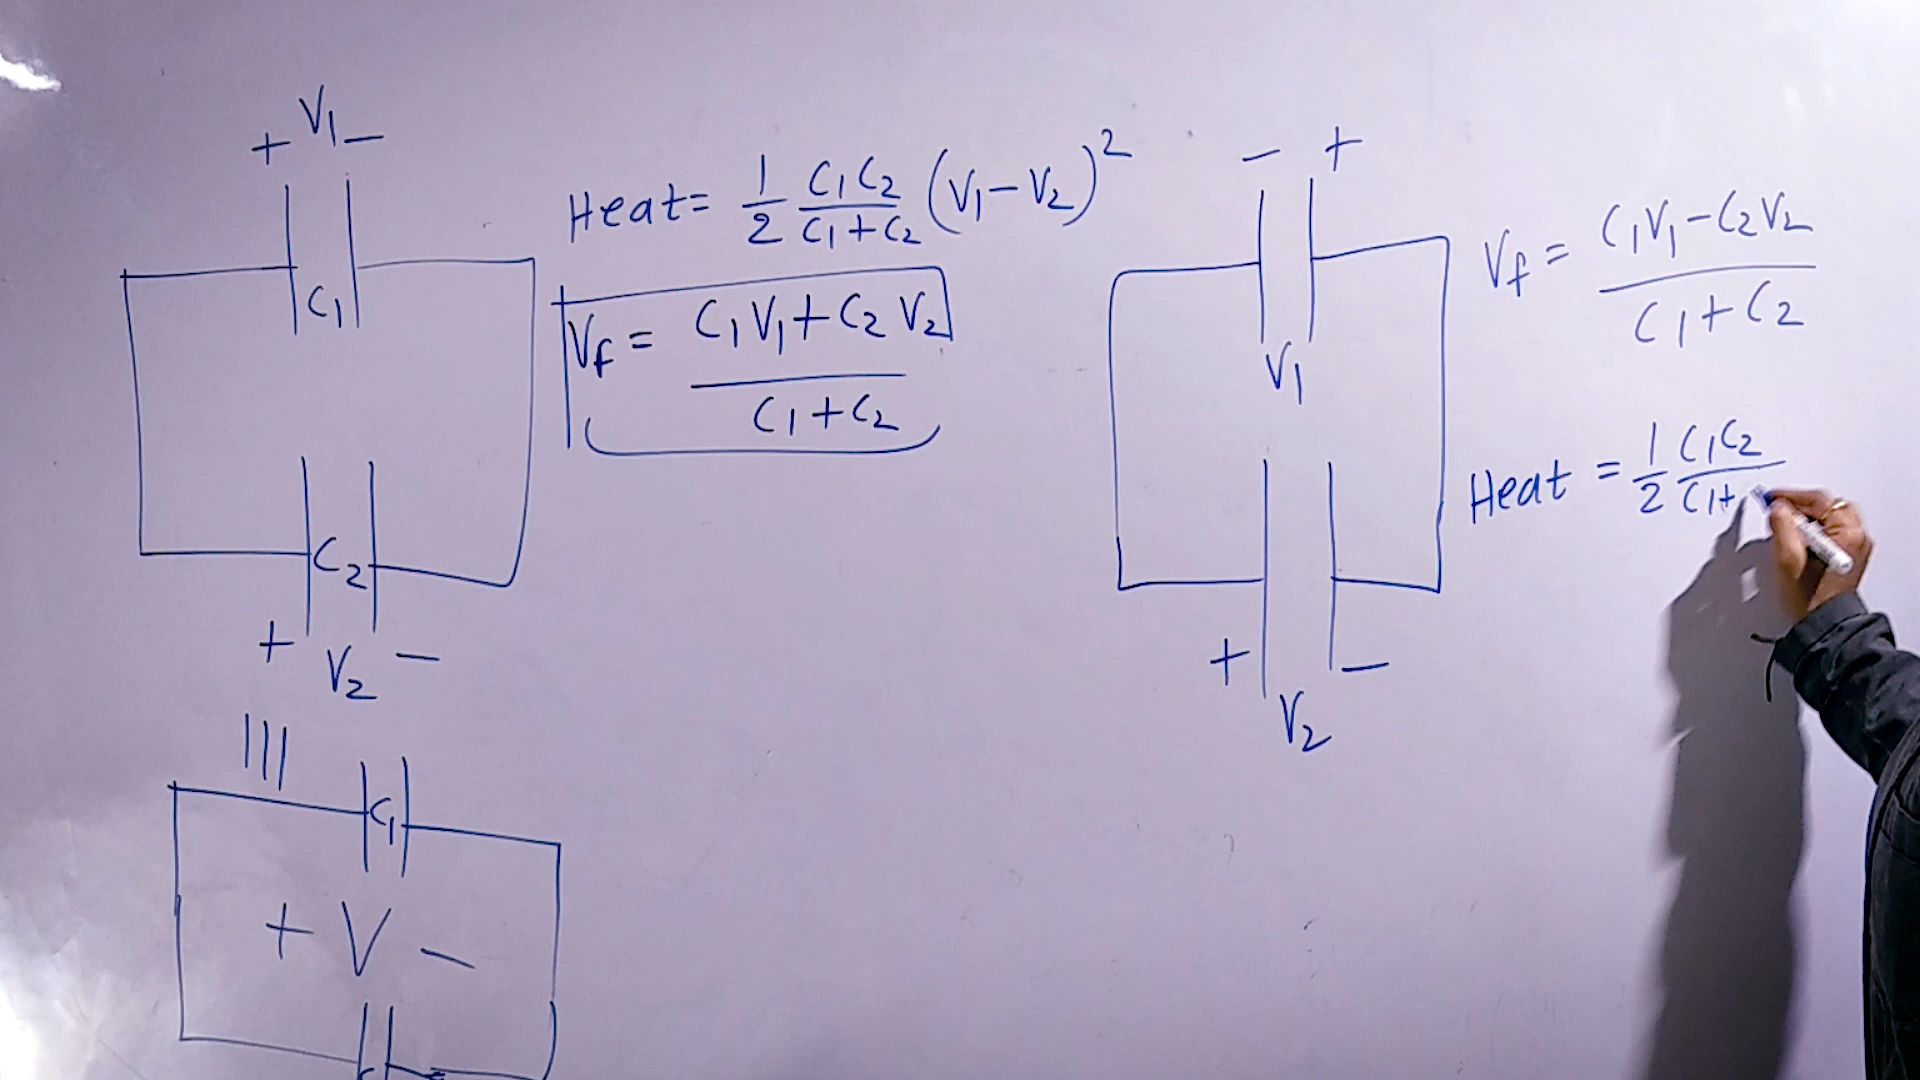 + V1 −
C1
C2
+ V2 −
|||
C1
+ V −
Heat = 1/2 C1C2/(C1+C2) (V1−V2)²
Vf = (C1V1+C2V2)/(C1+C2)
− +
V1
+ −
V2
Vf = (C1V1−C2V2)/(C1+C2)
Heat = 1/2 C1C2/(C1+